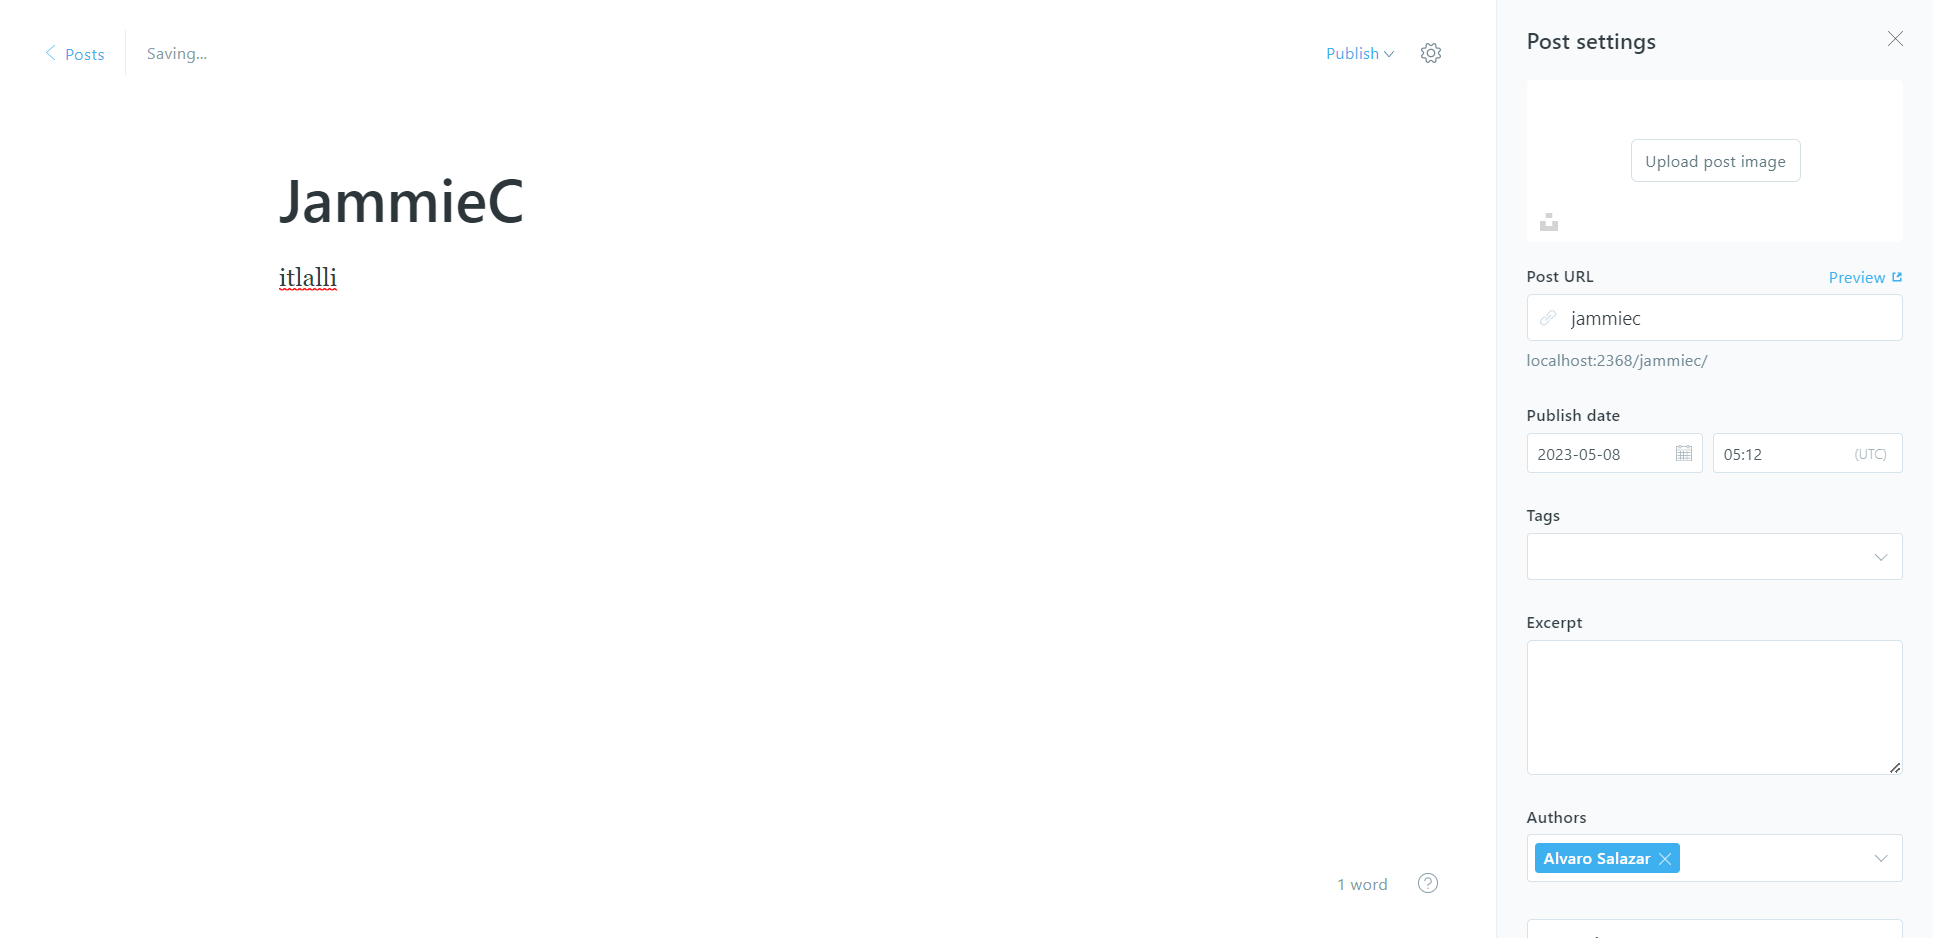 Posts
Saving...
Publish
JammieC
itlalli
1 word
Post settings
Upload post image
Post URL
Preview
jammiec
localhost:2368/jammiec/
Publish date
2023-05-08
05:12
(UTC)
Tags
Excerpt
Authors
Alvaro Salazar